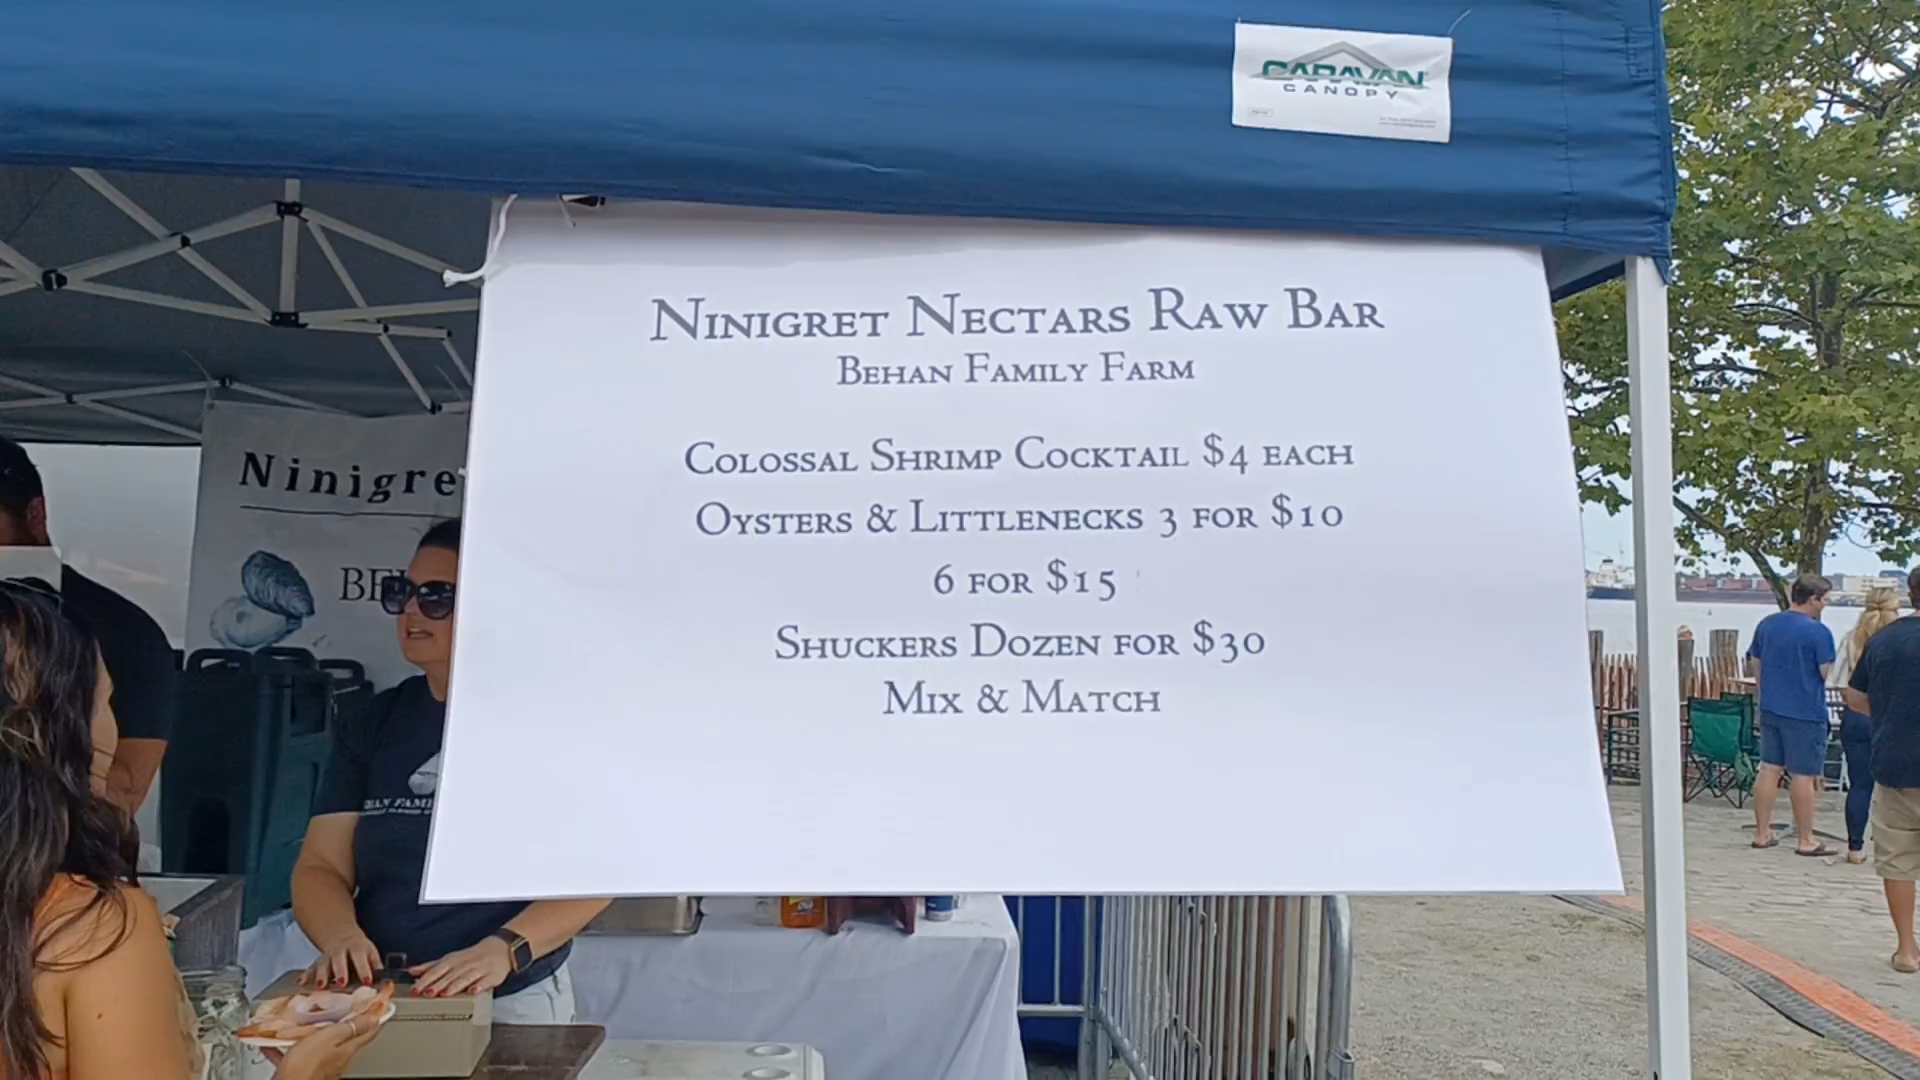 CARAVAN
CANOPY
Ninigret Nectars Raw Bar
Behan Family Farm
Colossal Shrimp Cocktail $4 each
Oysters & Littlenecks 3 for $10
6 for $15
Shuckers Dozen for $30
Mix & Match
Ninigre
BE